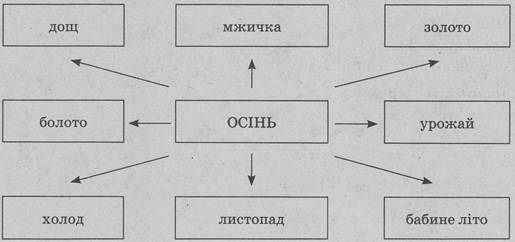 дощ
мжичка
золото
болото
ОСІНЬ
урожай
холод
листопад
бабине літо